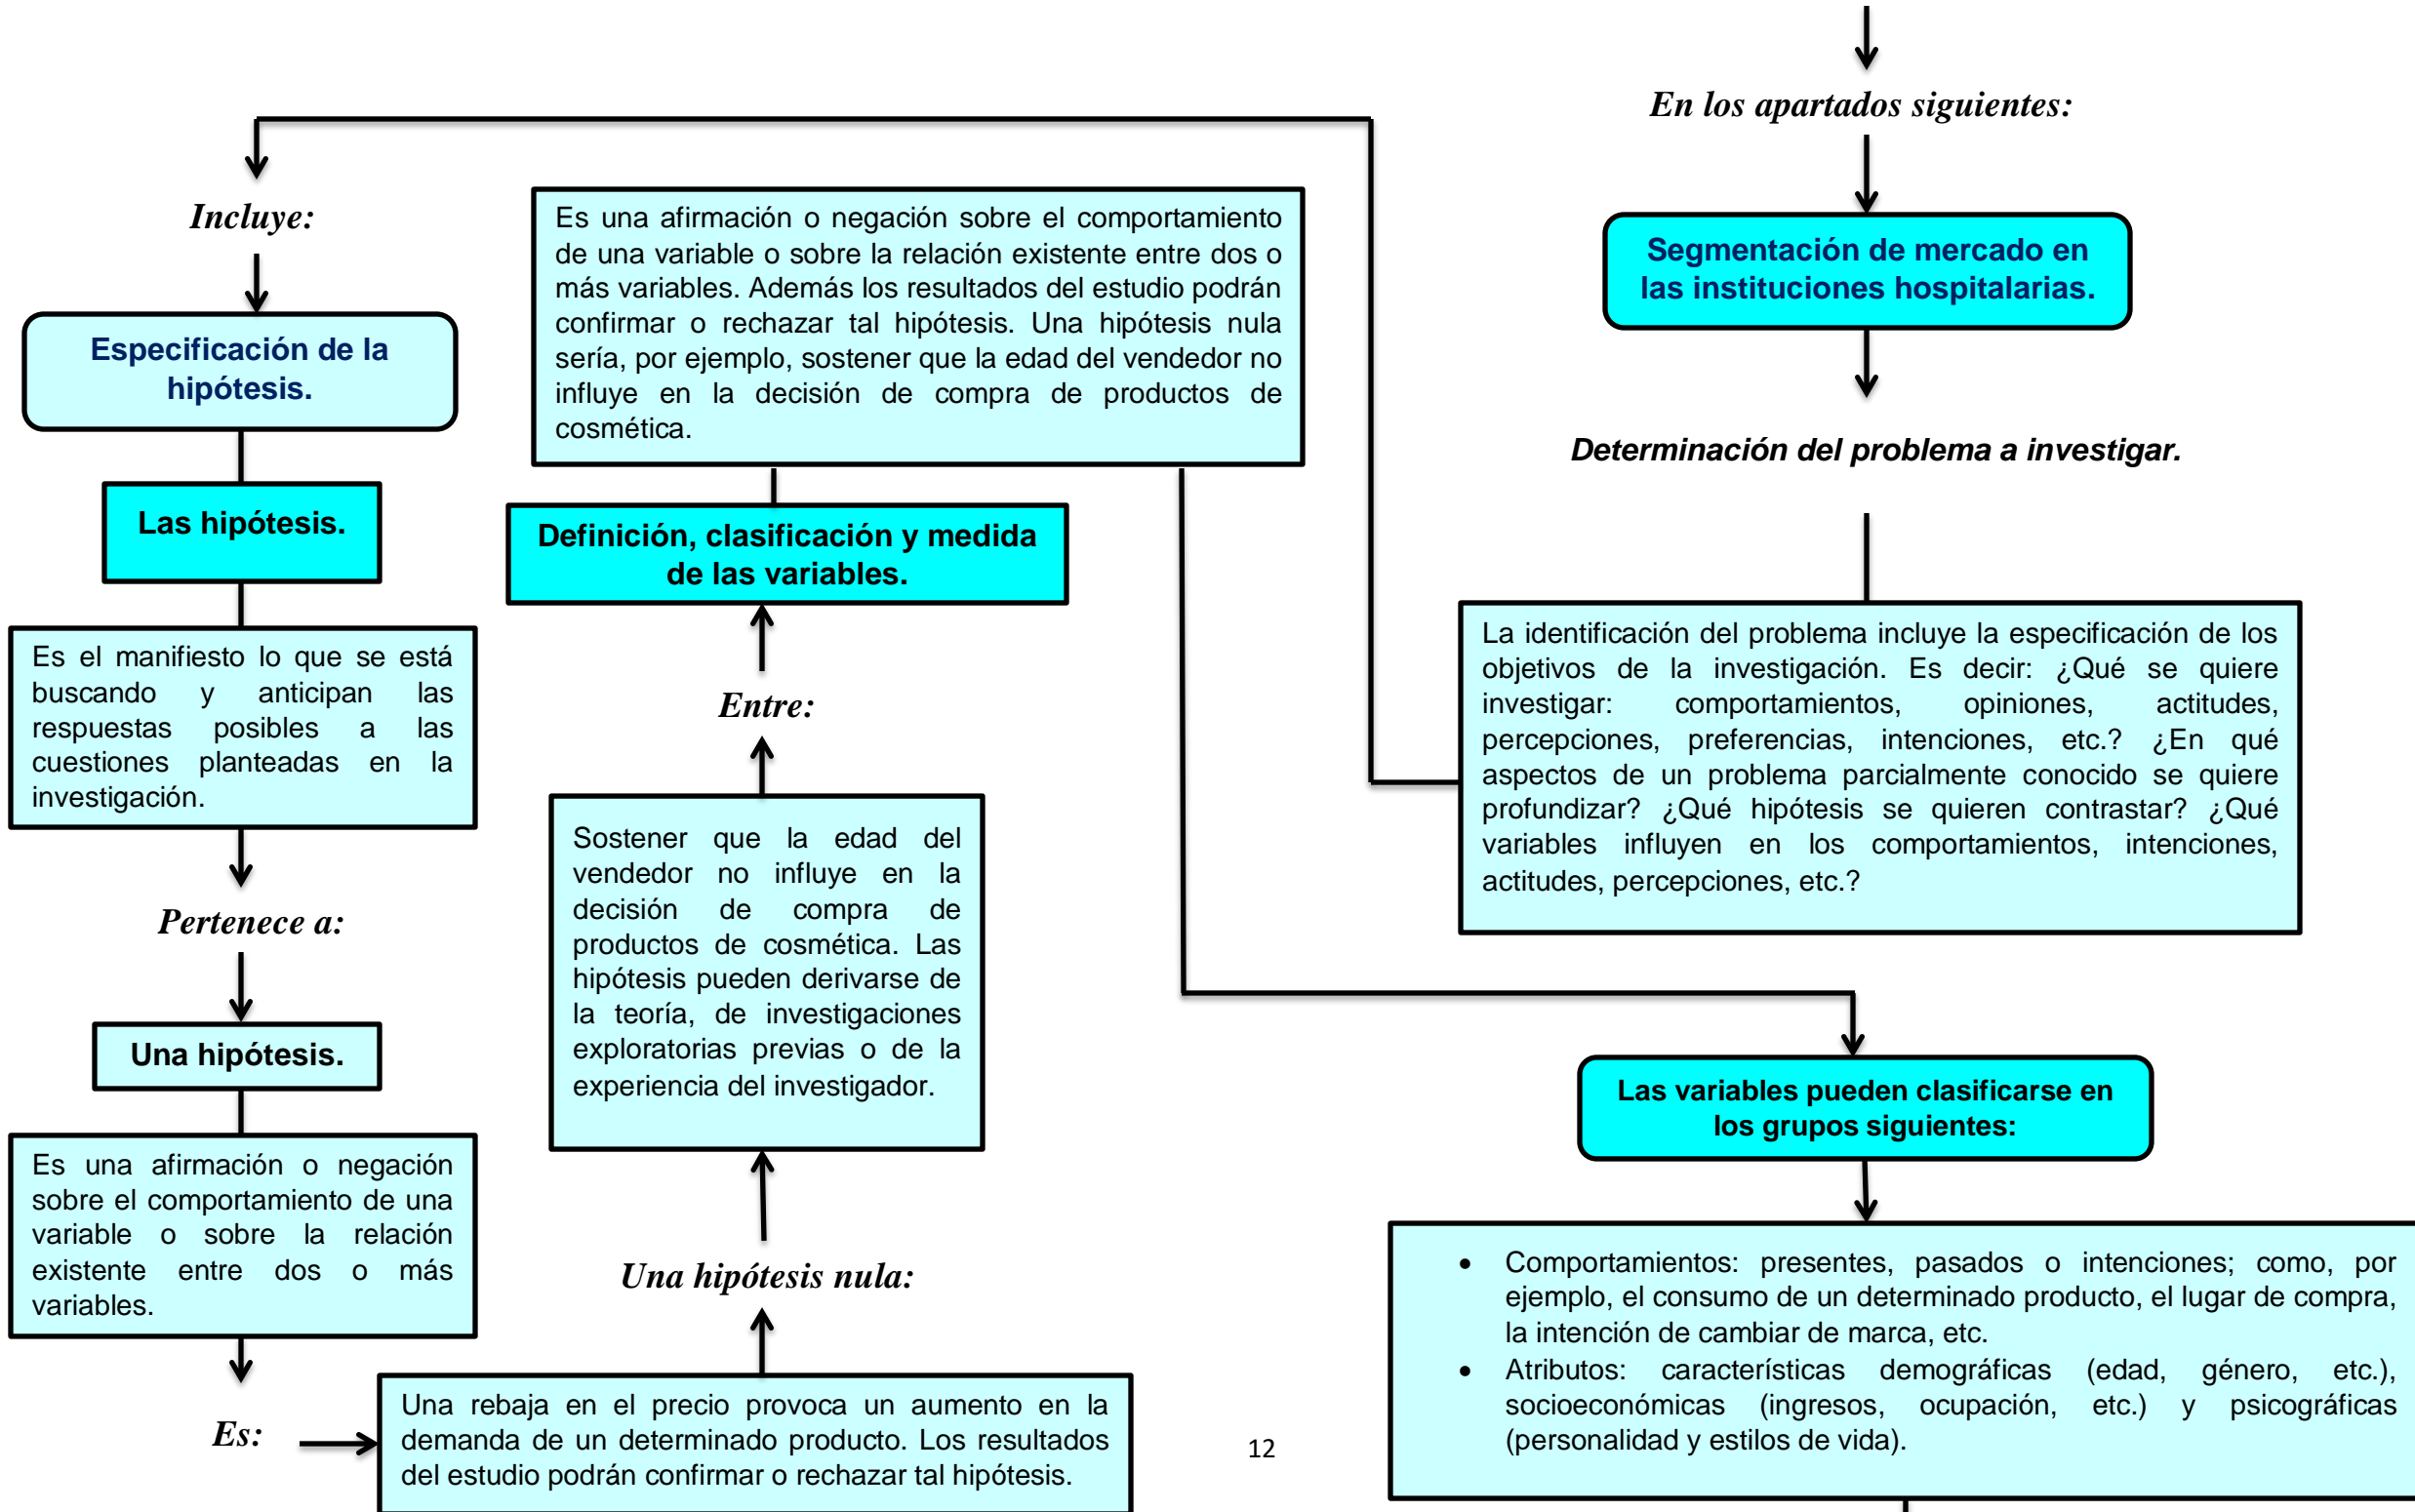 En los apartados siguientes:
Segmentación de mercado en
las instituciones hospitalarias.
Determinación del problema a investigar.
La identificación del problema incluye la especificación de los
objetivos de la investigación. Es decir: ¿Qué se quiere
investigar: comportamientos, opiniones, actitudes,
percepciones, preferencias, intenciones, etc.? ¿En qué
aspectos de un problema parcialmente conocido se quiere
profundizar? ¿Qué hipótesis se quieren contrastar? ¿Qué
variables influyen en los comportamientos, intenciones,
actitudes, percepciones, etc.?
Incluye:
Especificación de la
hipótesis.
Las hipótesis.
Es el manifiesto lo que se está
buscando y anticipan las
respuestas posibles a las
cuestiones planteadas en la
investigación.
Pertenece a:
Una hipótesis.
Es una afirmación o negación
sobre el comportamiento de una
variable o sobre la relación
existente entre dos o más
variables.
Es:
Una rebaja en el precio provoca un aumento en la
demanda de un determinado producto. Los resultados
del estudio podrán confirmar o rechazar tal hipótesis.
Una hipótesis nula:
Sostener que la edad del
vendedor no influye en la
decisión de compra de
productos de cosmética. Las
hipótesis pueden derivarse de
la teoría, de investigaciones
exploratorias previas o de la
experiencia del investigador.
Entre:
Definición, clasificación y medida
de las variables.
Es una afirmación o negación sobre el comportamiento
de una variable o sobre la relación existente entre dos o
más variables. Además los resultados del estudio podrán
confirmar o rechazar tal hipótesis. Una hipótesis nula
sería, por ejemplo, sostener que la edad del vendedor no
influye en la decisión de compra de productos de
cosmética.
Las variables pueden clasificarse en
los grupos siguientes:
• Comportamientos: presentes, pasados o intenciones; como, por
ejemplo, el consumo de un determinado producto, el lugar de compra,
la intención de cambiar de marca, etc.
• Atributos: características demográficas (edad, género, etc.),
socioeconómicas (ingresos, ocupación, etc.) y psicográficas
(personalidad y estilos de vida).
12